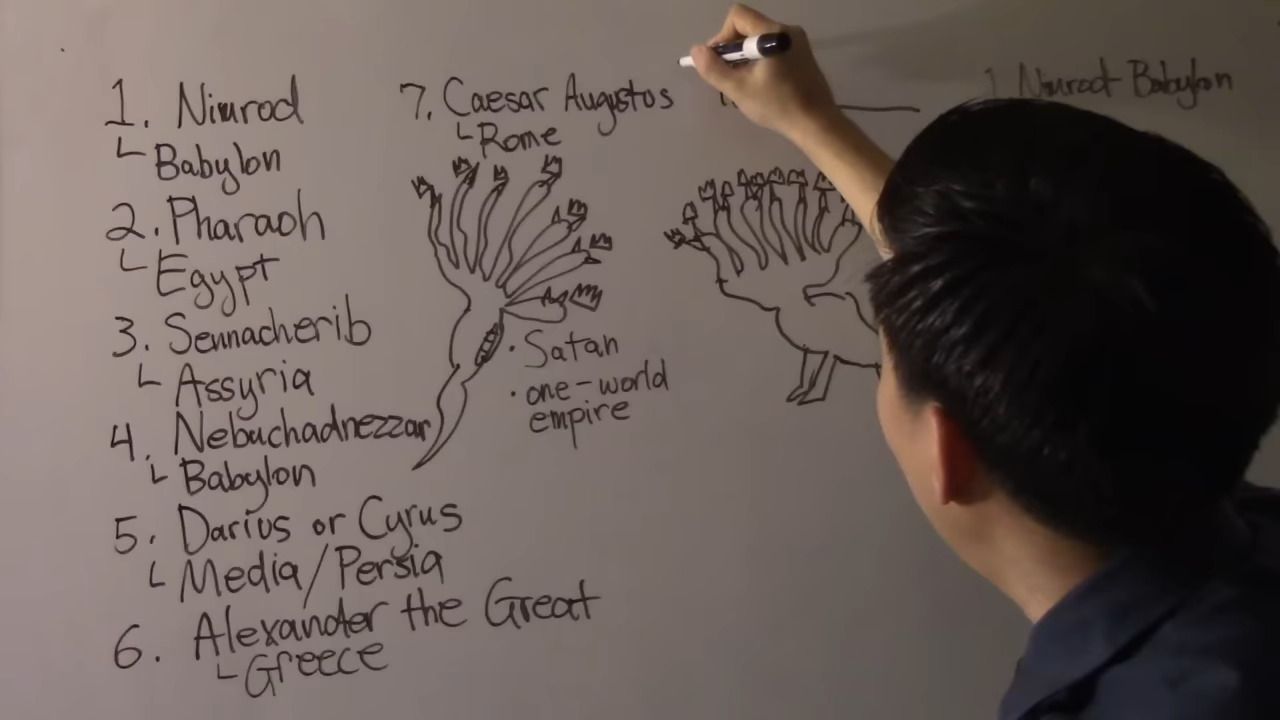 1. Nimrod
└ Babylon
2. Pharaoh
└ Egypt
3. Sennacherib
└ Assyria
4. Nebuchadnezzar
└ Babylon
5. Darius or Cyrus
└ Media/Persia
6. Alexander the Great
└ Greece
7. Caesar Augustos
└ Rome
• Satan
• one-world
empire
1. Nimrod Babylon